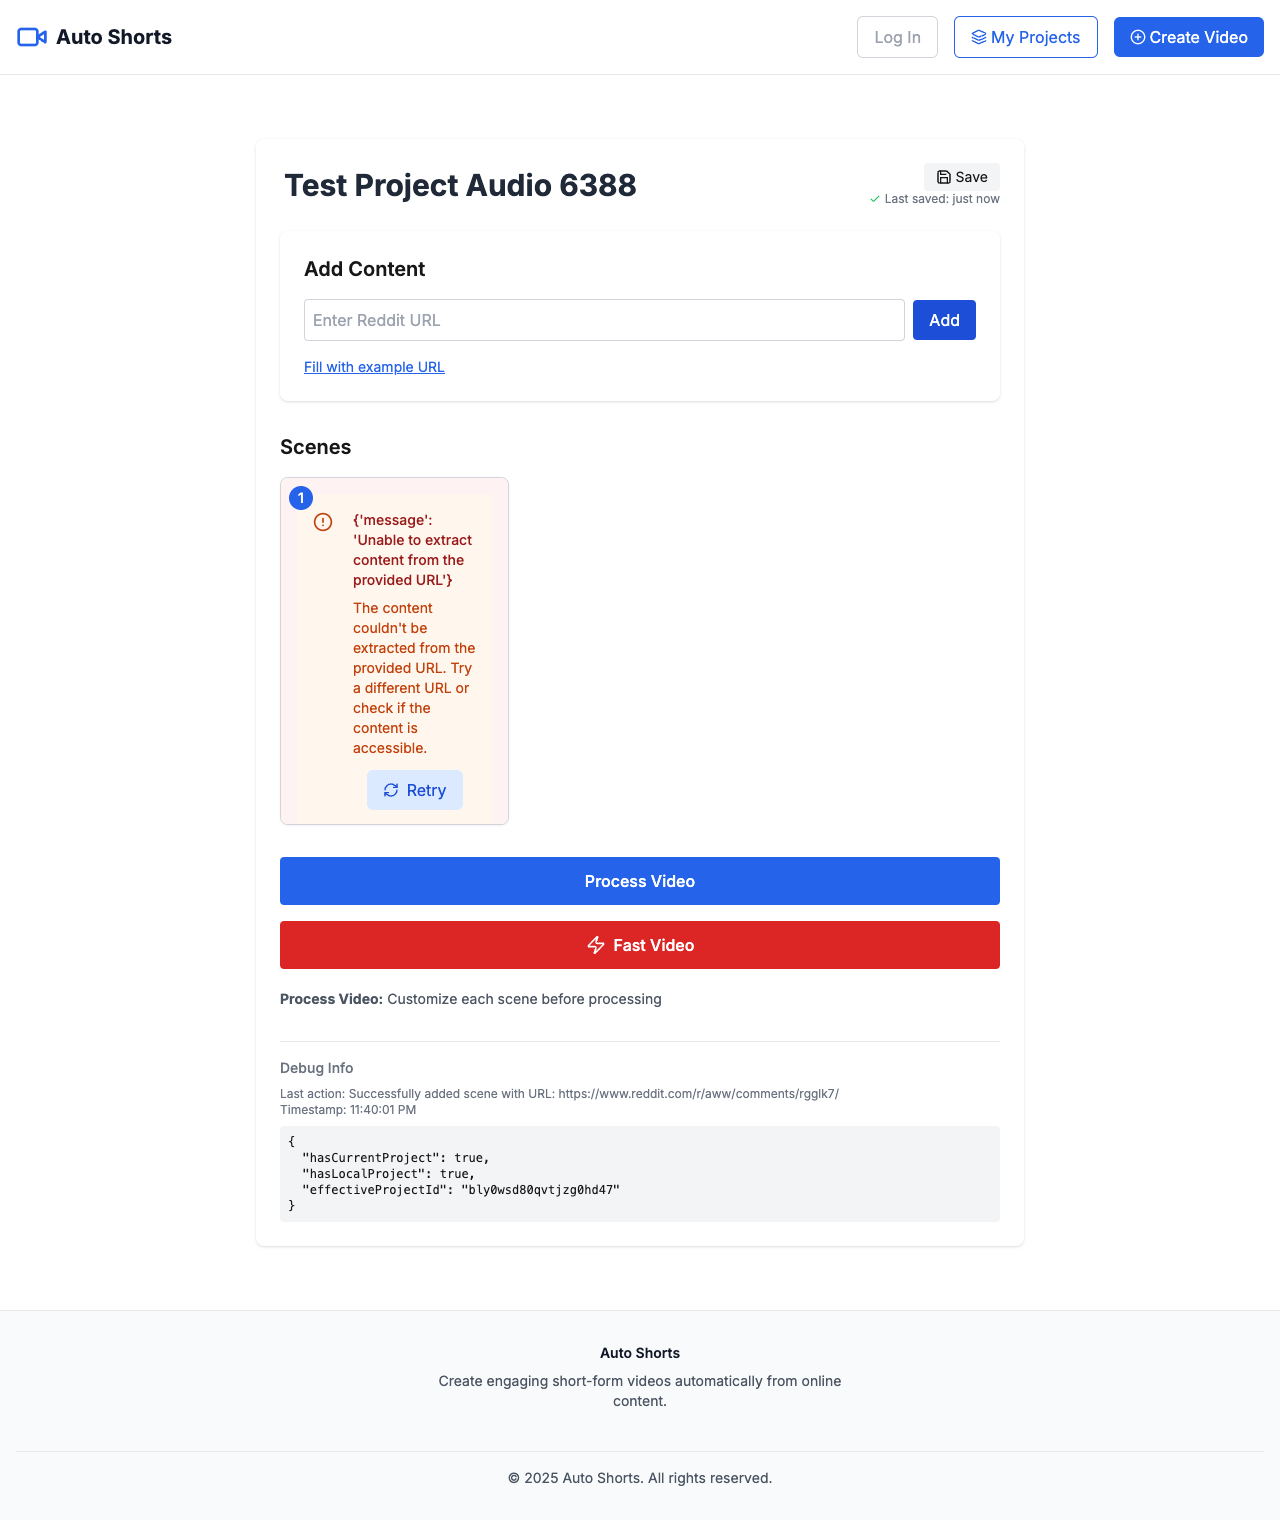 Auto Shorts
Log In
My Projects
Create Video
Test Project Audio 6388
Save
Last saved: just now
Add Content
Enter Reddit URL
Add
Fill with example URL
Scenes
1
{'message':
'Unable to extract
content from the
provided URL'}
The content
couldn't be
extracted from the
provided URL. Try
a different URL or
check if the
content is
accessible.
Retry
Process Video
Fast Video
Process Video: Customize each scene before processing
Debug Info
Last action: Successfully added scene with URL: https://www.reddit.com/r/aww/comments/rgglk7/
Timestamp: 11:40:01 PM
{
  "hasCurrentProject": true,
  "hasLocalProject": true,
  "effectiveProjectId": "bly0wsd80qvtjzg0hd47"
}
Auto Shorts
Create engaging short-form videos automatically from online
content.
© 2025 Auto Shorts. All rights reserved.